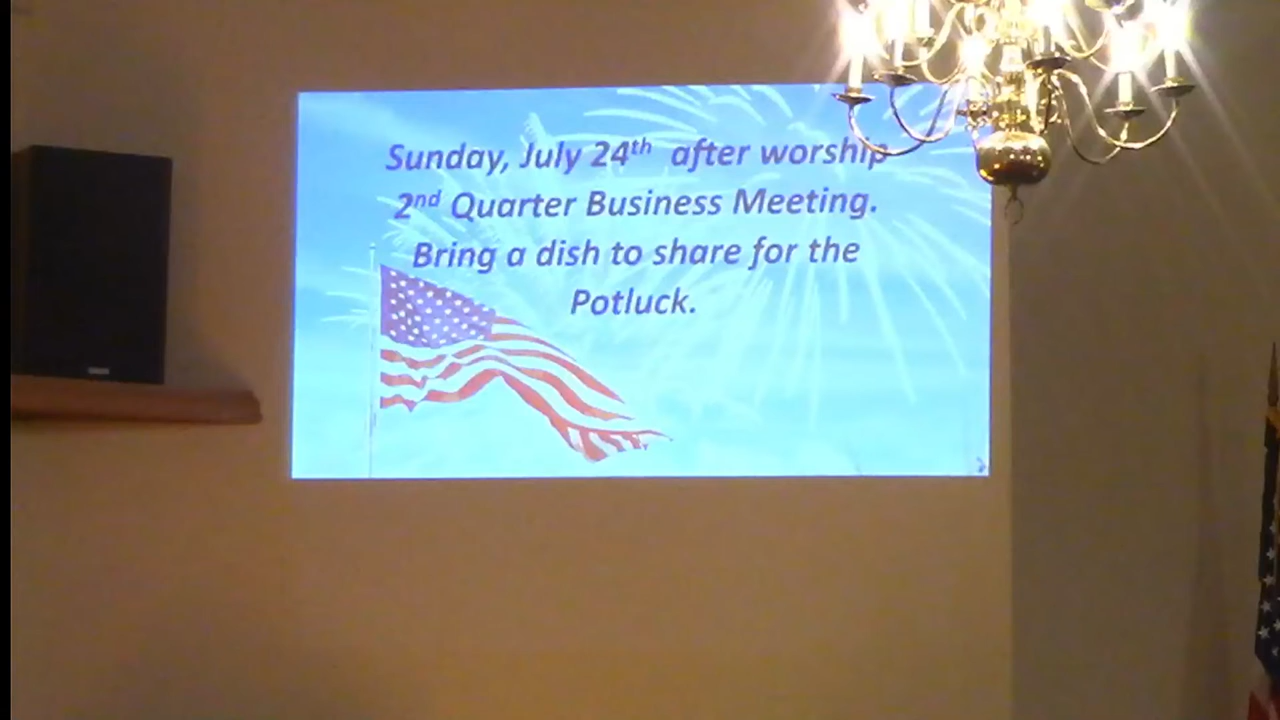 Sunday, July 24th after worship
2nd Quarter Business Meeting.
Bring a dish to share for the
Potluck.